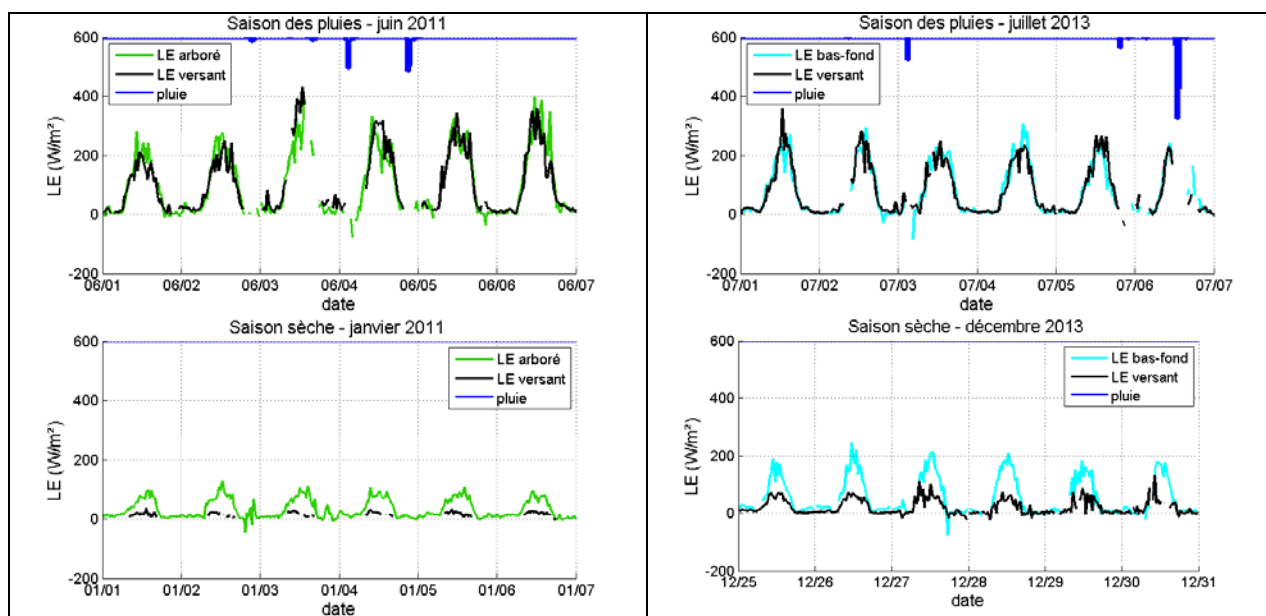 Saison des pluies - juin 2011
600
400
200
0
-200
LE (W/m²)
LE arboré
LE versant
pluie
06/01 06/02 06/03 06/04 06/05 06/06 06/07
date
Saison des pluies - juillet 2013
600
400
200
0
-200
LE (W/m²)
LE bas-fond
LE versant
pluie
07/01 07/02 07/03 07/04 07/05 07/06 07/07
date
Saison sèche - janvier 2011
600
400
200
0
-200
LE (W/m²)
LE arboré
LE versant
pluie
01/01 01/02 01/03 01/04 01/05 01/06 01/07
date
Saison sèche - décembre 2013
600
400
200
0
-200
LE (W/m²)
LE bas-fond
LE versant
pluie
12/25 12/26 12/27 12/28 12/29 12/30 12/31
date